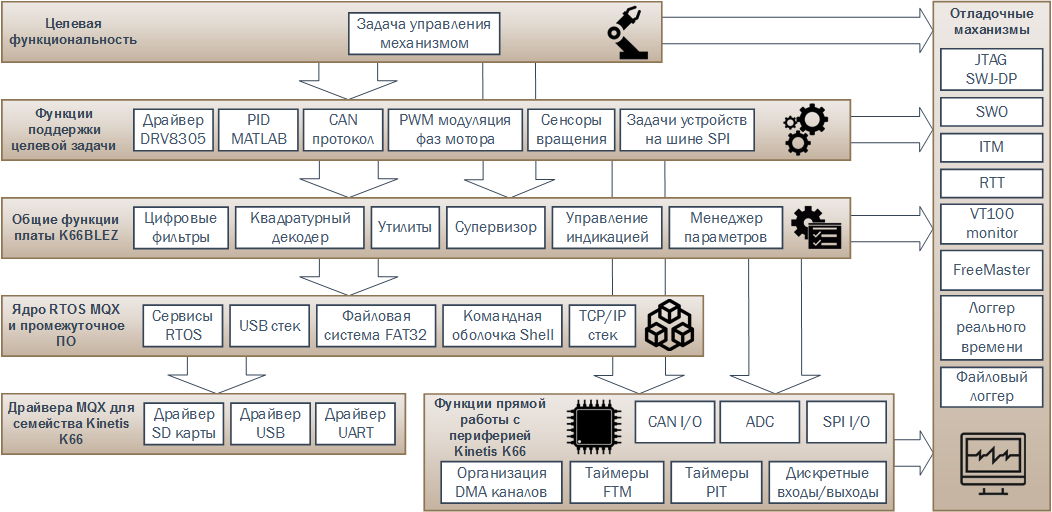 Целевая
функциональность
Задача управления
механизмом
Функции
поддержки
целевой задачи
Драйвер
DRV8305
PID
MATLAB
CAN
протокол
PWM модуляция
фаз мотора
Сенсоры
вращения
Задачи устройств
на шине SPI
Общие функции
платы K66BLEZ
Цифровые
фильтры
Квадратурный
декодер
Утилиты
Супервизор
Управление
индикацией
Менеджер
параметров
Ядро RTOS MQX
и промежуточное
ПО
Сервисы
RTOS
USB стек
Файловая
система FAT32
Командная
оболочка Shell
TCP/IP
стек
Драйвера MQX для
семейства Kinetis
K66
Драйвер
SD карты
Драйвер
USB
Драйвер
UART
Функции прямой
работы с
периферией
Kinetis K66
CAN I/O
ADC
SPI I/O
Организация
DMA каналов
Таймеры
FTM
Таймеры
PIT
Дискретные
входы/выходы
Отладочные
маханизмы
JTAG
SWJ-DP
SWO
ITM
RTT
VT100
monitor
FreeMaster
Логгер
реального
времени
Файловый
логгер